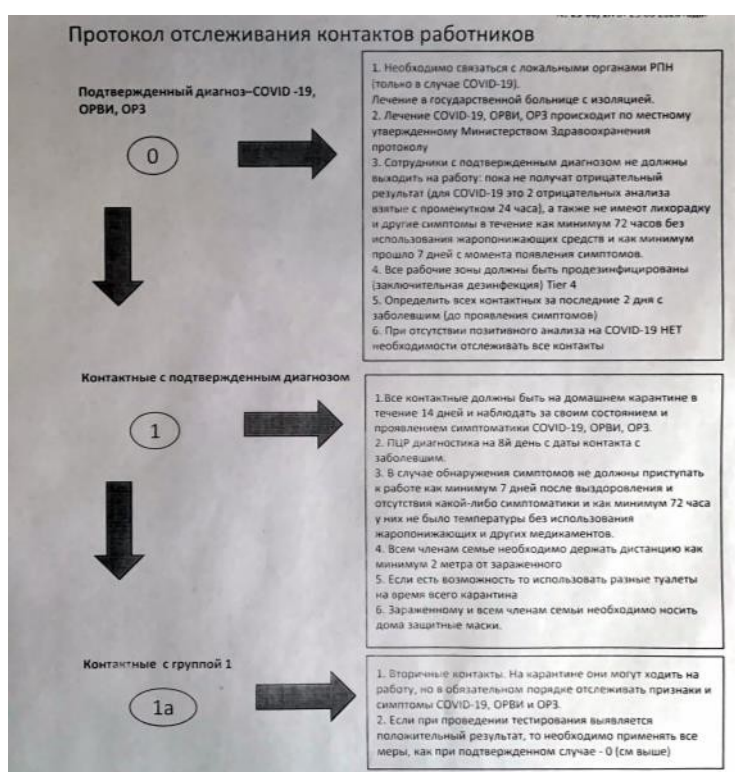 Протокол отслеживания контактов работников
Подтвержденный диагноз–COVID -19,
ОРВИ, ОРЗ
0
1. Необходимо связаться с локальными органами РПН
(только в случае COVID-19).
Лечение в государственной больнице с изоляцией.
2. Лечение COVID-19, ОРВИ, ОРЗ происходит по местному
утвержденному Министерством Здравоохранения
протоколу
3. Сотрудники с подтвержденным диагнозом не должны
выходить на работу: пока не получат отрицательный
результат (для COVID-19 это 2 отрицательных анализа
взятые с промежутком 24 часа), а также не имеют лихорадку
и другие симптомы в течение как минимум 72 часов без
использования жаропонижающих средств и как минимум
прошло 7 дней с момента появления симптомов.
4. Все рабочие зоны должны быть продезинфицированы
(заключительная дезинфекция) Tier 4
5. Определить всех контактных за последние 2 дня с
заболевшим (до проявления симптомов)
6. При отсутствии позитивного анализа на COVID-19 НЕТ
необходимости отслеживать все контакты
Контактные с подтвержденным диагнозом
1
1.Все контактные должны быть на домашнем карантине в
течение 14 дней и наблюдать за своим состоянием и
проявлением симптоматики COVID-19, ОРВИ, ОРЗ.
2. ПЦР диагностика на 8й день с даты контакта с
заболевшим.
3. В случае обнаружения симптомов не должны приступать
к работе как минимум 7 дней после выздоровления и
отсутствия какой-либо симптоматики и как минимум 72 часа
у них не было температуры без использования
жаропонижающих и других медикаментов.
4. Всем членам семье необходимо держать дистанцию как
минимум 2 метра от зараженного
5. Если есть возможность то использовать разные туалеты
на время всего карантина
6. Зараженному и всем членам семьи необходимо носить
дома защитные маски.
Контактные с группой 1
1а
1. Вторичные контакты. На карантине они могут ходить на
работу, но в обязательном порядке отслеживать признаки и
симптомы COVID-19, ОРВИ и ОРЗ.
2. Если при проведении тестирования выявляется
положительный результат, то необходимо применять все
меры, как при подтвержденном случае - 0 (см выше)